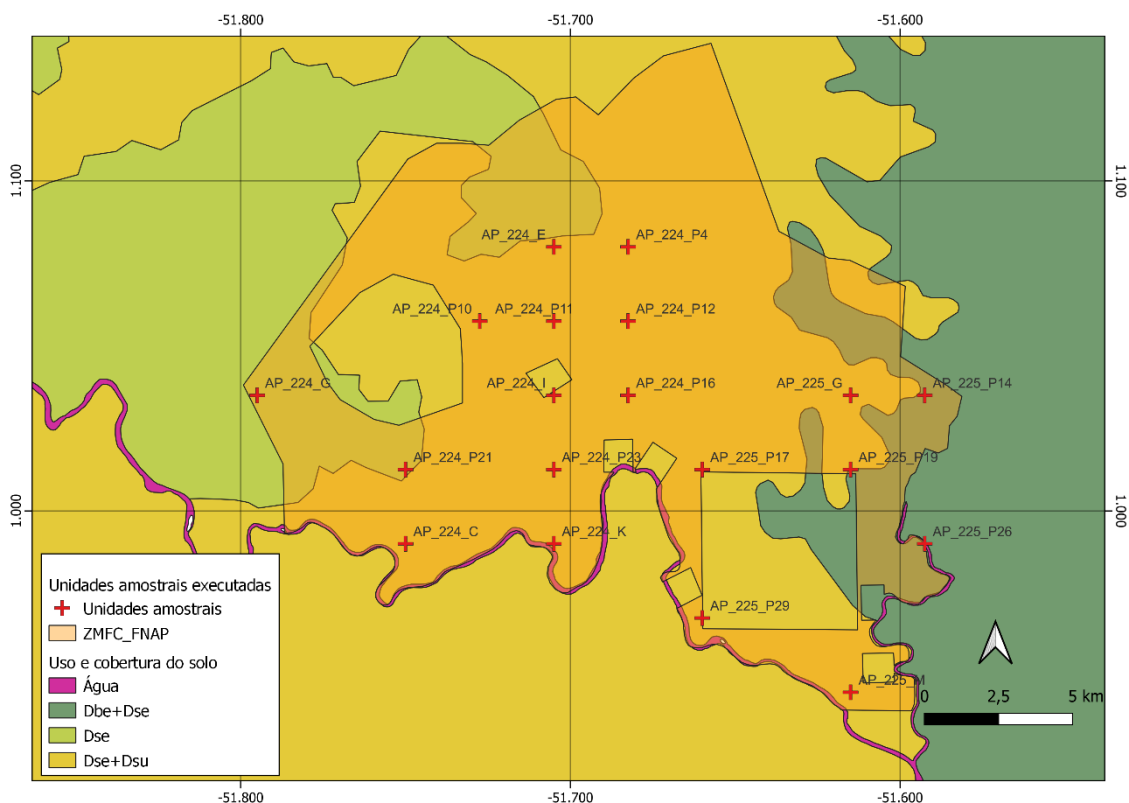 -51.800 -51.700 -51.600
1.100 1.100
AP_224_E AP_224_P4
AP_224_P10 AP_224_P11 AP_224_P12
AP_224_G AP_224_I AP_224_P16 AP_225_G AP_225_P14
AP_224_P21 AP_224_P23 AP_225_P17 AP_225_P19
1.000 1.000
AP_224_C AP_224_K AP_225_P26
AP_225_P29
AP_225_M
Unidades amostrais executadas
Unidades amostrais
ZMFC_FNAP
Uso e cobertura do solo
Água
Dbe+Dse
Dse
Dse+Dsu
0 2,5 5 km
-51.800 -51.700 -51.600